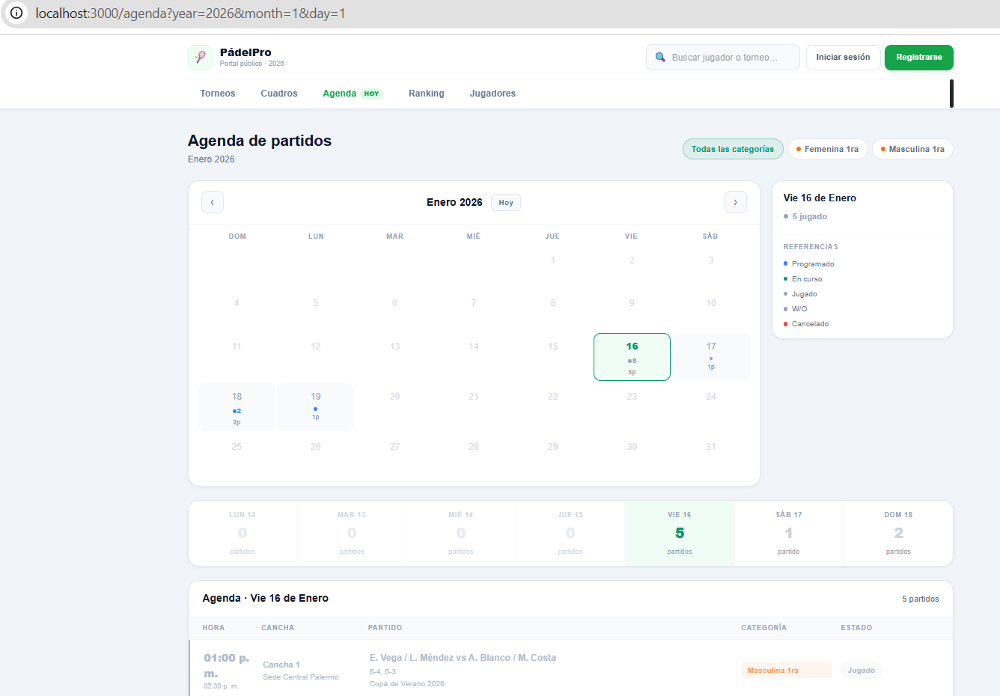 localhost:3000/agenda?year=2026&month=1&day=1
PádelPro
Portal público · 2026
Buscar jugador o torneo...
Iniciar sesión
Registrarse
Torneos Cuadros Agenda HOY Ranking Jugadores
Agenda de partidos
Enero 2026
Todas las categorías
Femenina 1ra
Masculina 1ra
‹ Enero 2026 Hoy ›
DOM LUN MAR MIÉ JUE VIE SÁB
1 2 3
4 5 6 7 8 9 10
11 12 13 14 15 16 17
5
5p 1p
18 19 20 21 22 23 24
2
2p 1p
25 26 27 28 29 30 31
Vie 16 de Enero
5 jugado
REFERENCIAS
Programado
En curso
Jugado
W/O
Cancelado
LUN 12 MAR 13 MIÉ 14 JUE 15 VIE 16 SÁB 17 DOM 18
0 0 0 0 5 1 2
partidos partidos partidos partidos partidos partido partidos
Agenda · Vie 16 de Enero
5 partidos
HORA CANCHA PARTIDO CATEGORÍA ESTADO
01:00 p.
m.
02:30 p. m.
Cancha 1
Sede Central Palermo
E. Vega / L. Méndez vs A. Blanco / M. Costa
6-4, 6-3
Copa de Verano 2026
Masculina 1ra
Jugado